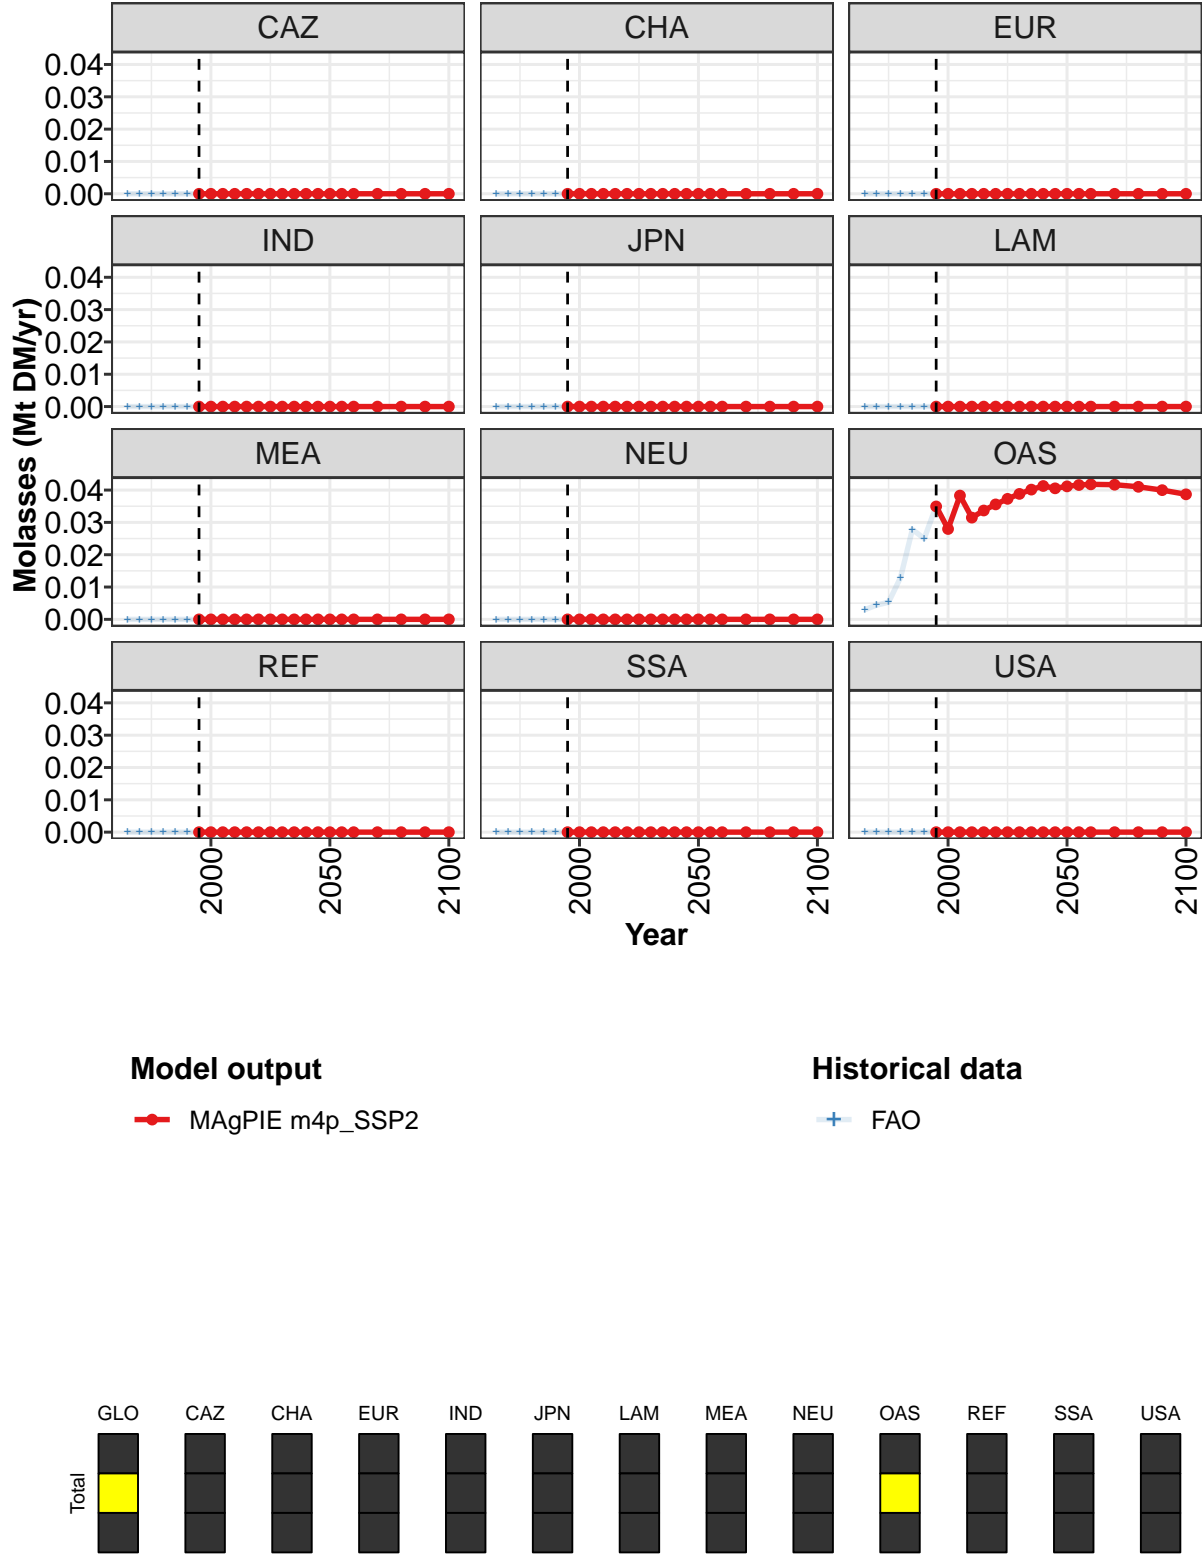 CAZ CHA EUR
0.04
0.03
0.02
0.01
0.00
IND JPN LAM
0.04
0.03
0.02
0.01
0.00
Molasses (Mt DM/yr)
MEA NEU OAS
0.04
0.03
0.02
0.01
0.00
REF SSA USA
0.04
0.03
0.02
0.01
0.00
2000 2050 2100 2000 2050 2100 2000 2050 2100
Year
Model output Historical data
MAgPIE m4p_SSP2 FAO
GLO CAZ CHA EUR IND JPN LAM MEA NEU OAS REF SSA USA
Total